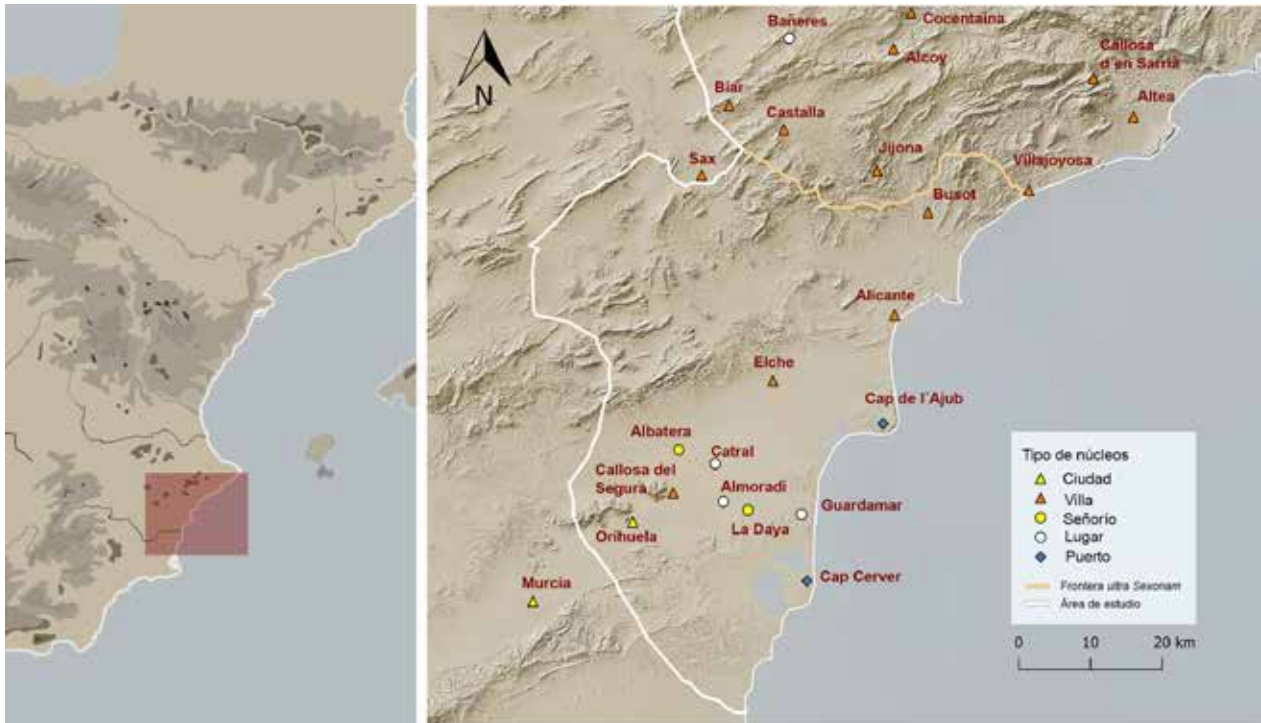 Cocentaina
Bañeres
Alcoy
Callosa
d´en Sarriá
N
Biar
Altea
Castalla
Jijona
Sax
Villajoyosa
Busot
Alicante
Elche
Cap de l´Ajub
Albatera
Catral
Callosa del
Segura
Almoradí
Guardamar
La Daya
Orihuela
Murcia
Cap Cerver
Tipo de núcleos
Ciudad
Villa
Señorío
Lugar
Puerto
Frontera ultra Sexonam
Área de estudio
0 10 20 km